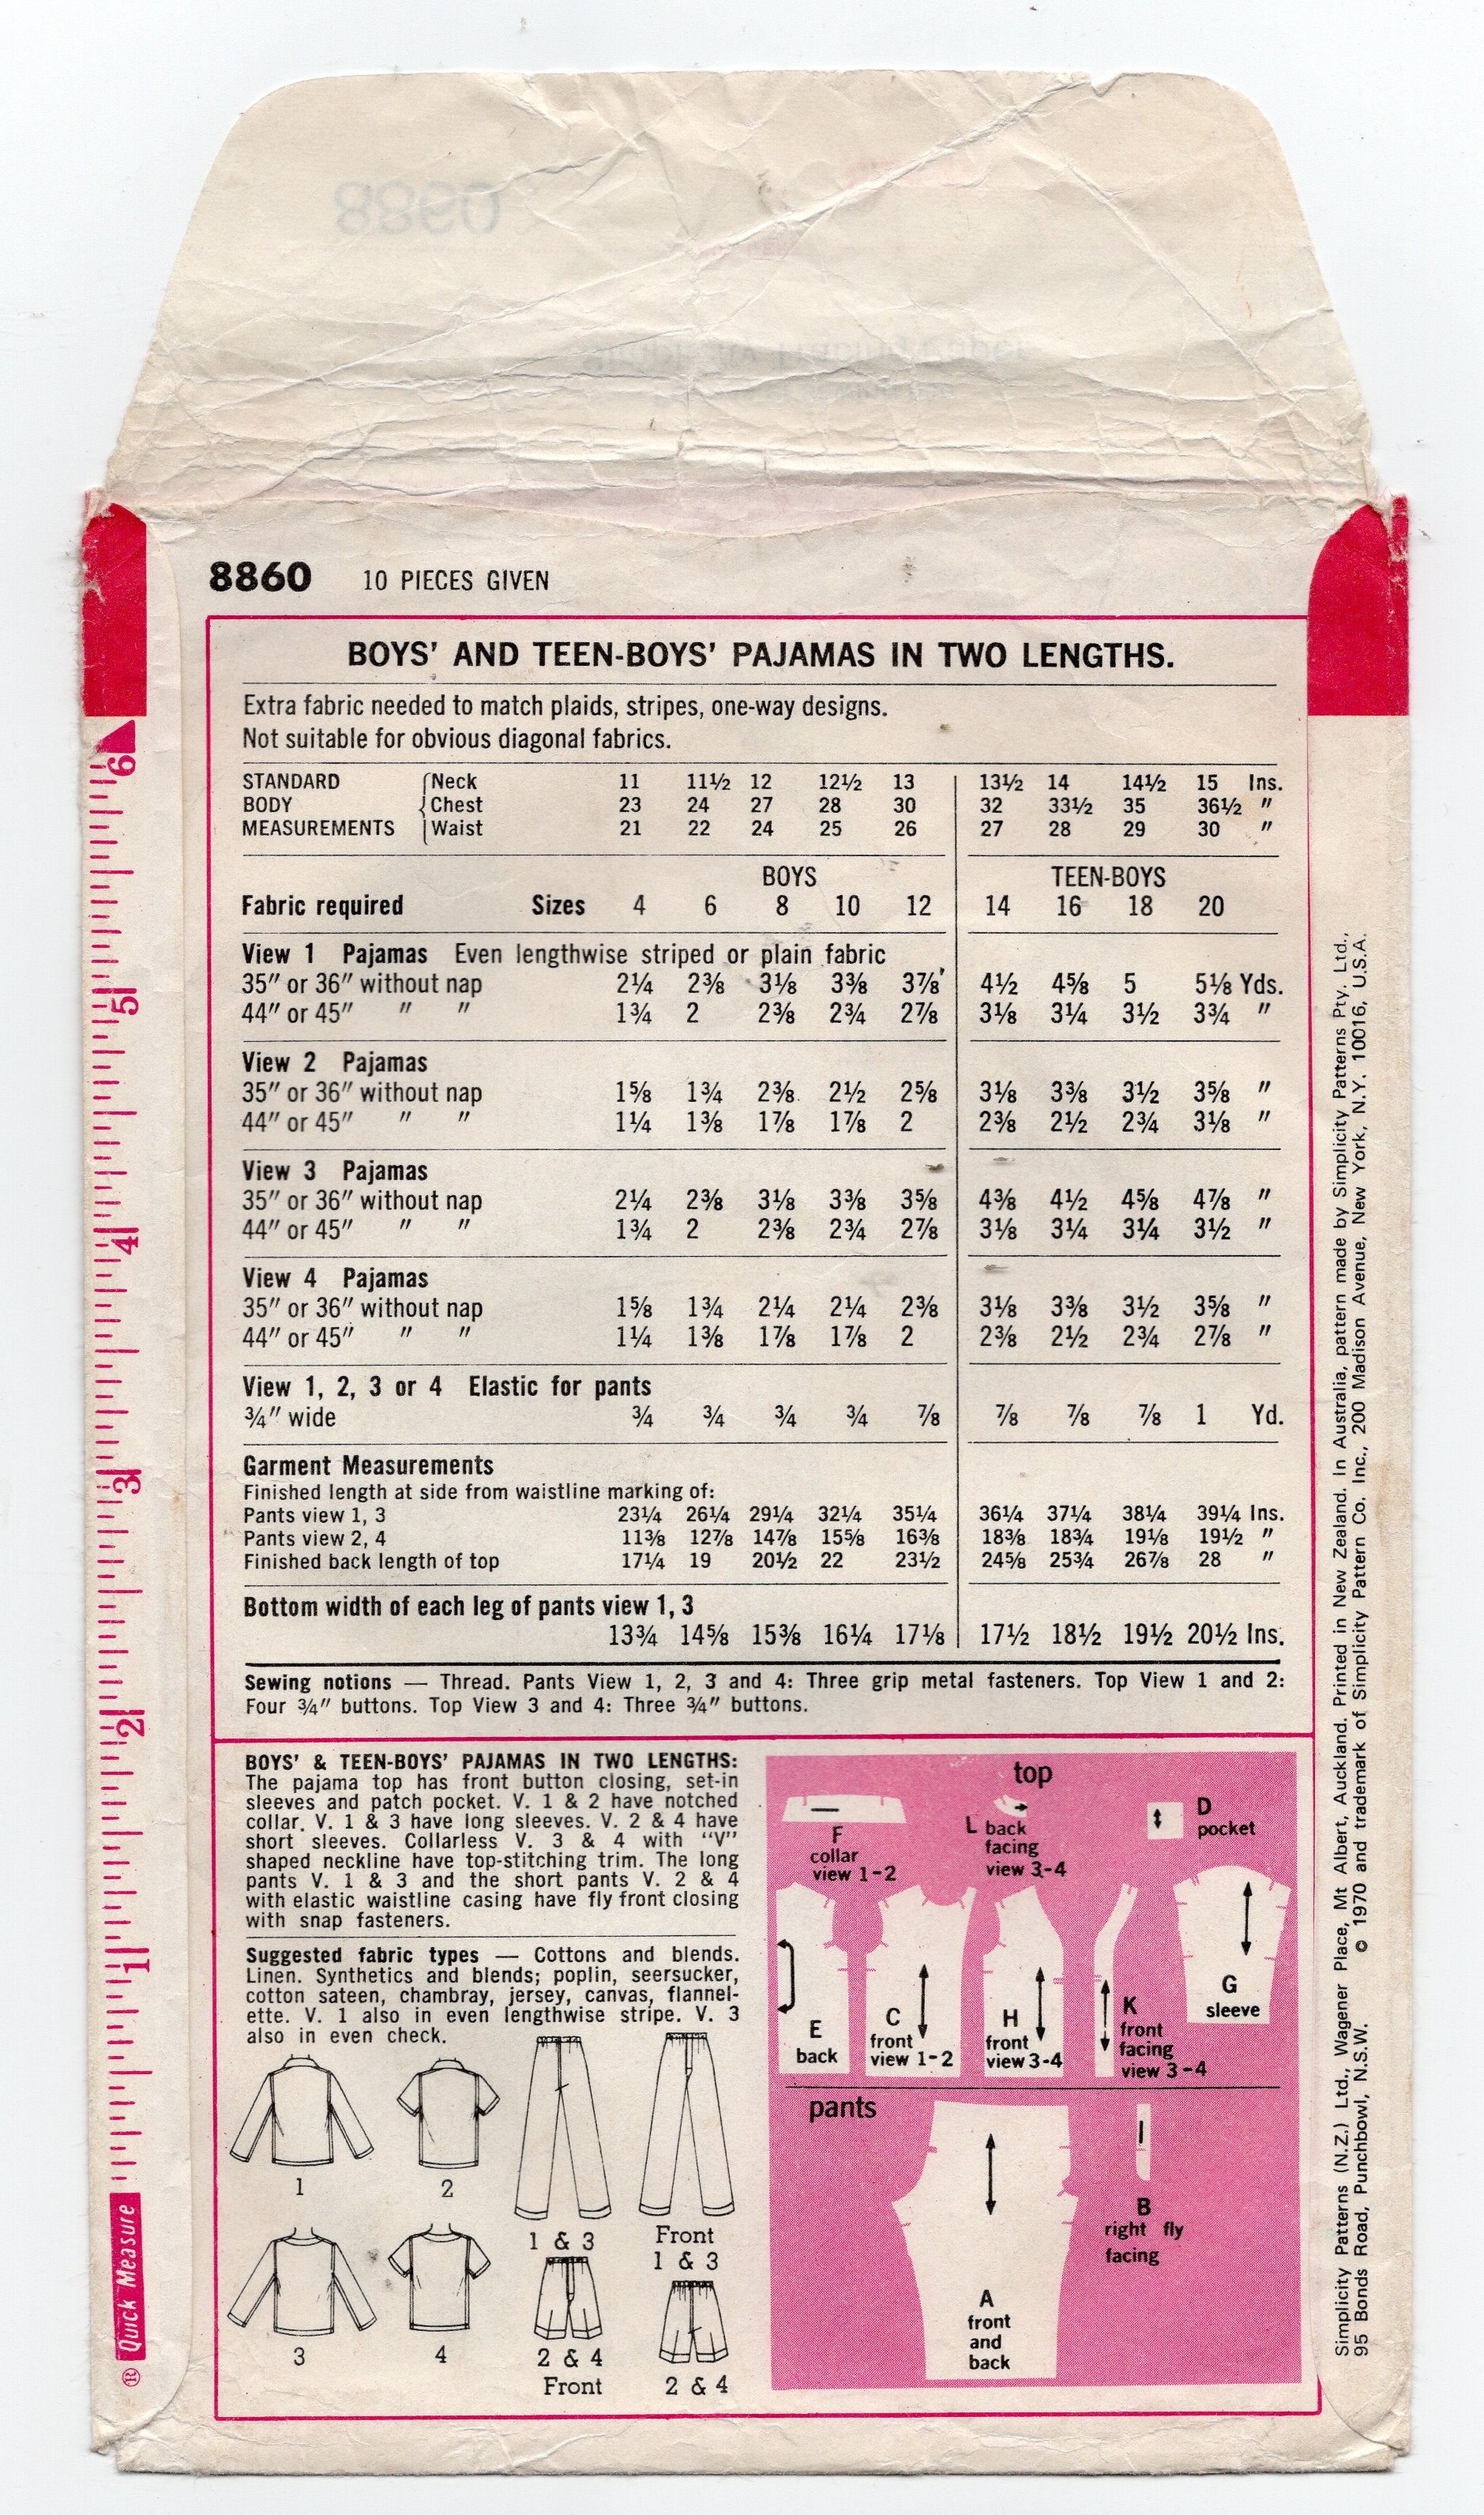 8860 10 PIECES GIVEN
BOYS' AND TEEN-BOYS' PAJAMAS IN TWO LENGTHS.
Extra fabric needed to match plaids, stripes, one-way designs.
Not suitable for obvious diagonal fabrics.
STANDARD {Neck 11 11½ 12 12½ 13 13½ 14 14½ 15 Ins.
BODY {Chest 23 24 27 28 30 32 33½ 35 36½ "
MEASUREMENTS {Waist 21 22 24 25 26 27 28 29 30 "
BOYS TEEN-BOYS
Fabric required Sizes 4 6 8 10 12 14 16 18 20
View 1 Pajamas Even lengthwise striped or plain fabric
35" or 36" without nap 2¼ 2⅜ 3⅛ 3⅜ 3⅞ 4½ 4⅝ 5 5⅛ Yds.
44" or 45" " " 1¾ 2 2⅜ 2¾ 2⅞ 3⅛ 3¼ 3½ 3¾ "
View 2 Pajamas
35" or 36" without nap 1⅝ 1¾ 2⅜ 2½ 2⅝ 3⅛ 3⅜ 3½ 3⅝ "
44" or 45" " " 1¼ 1⅜ 1⅞ 1⅞ 2 2⅜ 2½ 2¾ 3⅛ "
View 3 Pajamas
35" or 36" without nap 2¼ 2⅜ 3⅛ 3⅜ 3⅝ 4⅜ 4½ 4⅝ 4⅞ "
44" or 45" " " 1¾ 2 2⅜ 2¾ 2⅞ 3⅛ 3¼ 3¼ 3½ "
View 4 Pajamas
35" or 36" without nap 1⅝ 1¾ 2¼ 2¼ 2⅜ 3⅛ 3⅜ 3½ 3⅝ "
44" or 45" " " 1¼ 1⅜ 1⅞ 1⅞ 2 2⅜ 2½ 2¾ 2⅞ "
View 1, 2, 3 or 4 Elastic for pants
¾" wide ¾ ¾ ¾ ¾ ⅞ ⅞ ⅞ ⅞ 1 Yd.
Garment Measurements
Finished length at side from waistline marking of:
Pants view 1, 3 23¼ 26¼ 29¼ 32¼ 35¼ 36¼ 37¼ 38¼ 39¼ Ins.
Pants view 2, 4 11⅜ 12⅞ 14⅞ 15⅝ 16⅜ 18⅜ 18¾ 19⅛ 19½ "
Finished back length of top 17¼ 19 20½ 22 23½ 24⅝ 25¾ 26⅞ 28 "
Bottom width of each leg of pants view 1, 3
13¾ 14⅝ 15⅜ 16¼ 17⅛ 17½ 18½ 19½ 20½ Ins.
Sewing notions — Thread. Pants View 1, 2, 3 and 4: Three grip metal fasteners. Top View 1 and 2:
Four ¾" buttons. Top View 3 and 4: Three ¾" buttons.
BOYS' & TEEN-BOYS' PAJAMAS IN TWO LENGTHS:
The pajama top has front button closing, set-in
sleeves and patch pocket. V. 1 & 2 have notched
collar. V. 1 & 3 have long sleeves. V. 2 & 4 have
short sleeves. Collarless V. 3 & 4 with "V"
shaped neckline have top-stitching trim. The long
pants V. 1 & 3 and the short pants V. 2 & 4
with elastic waistline casing have fly front closing
with snap fasteners.
Suggested fabric types — Cottons and blends.
Linen. Synthetics and blends; poplin, seersucker,
cotton sateen, chambray, jersey, canvas, flannel-
ette. V. 1 also in even lengthwise stripe. V. 3
also in even check.
1
2
1 & 3
Front
1 & 3
3
4
2 & 4
Front
2 & 4
top
F
collar
view 1-2
L back
facing
view 3-4
D
pocket
E
back
C
front
view 1-2
H
front
view 3-4
K
front
facing
view 3-4
G
sleeve
pants
A
front
and
back
B
right fly
facing
6
5
4
3
2
1
Quick Measure
®
Simplicity Patterns (N.Z.) Ltd., Wagener Place, Mt Albert, Auckland. Printed in New Zealand. In Australia, pattern made by Simplicity Patterns Pty. Ltd.,
95 Bonds Road, Punchbowl, N.S.W. © 1970 and trademark of Simplicity Pattern Co. Inc., 200 Madison Avenue, New York, N.Y. 10016, U.S.A.